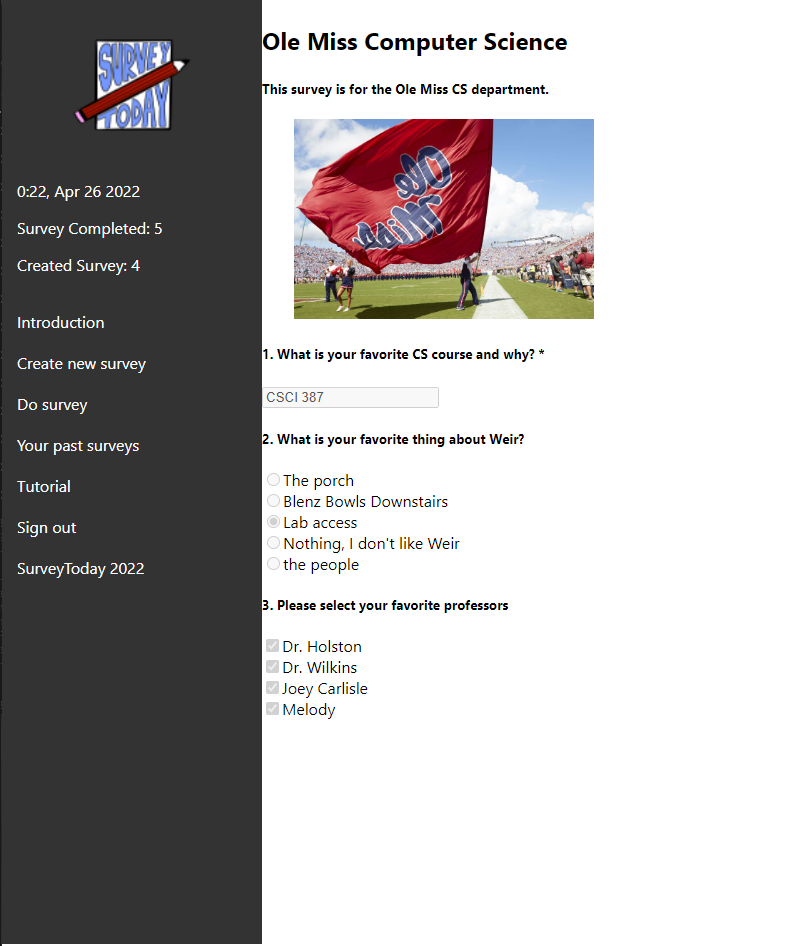 SURVEY
TODAY
0:22, Apr 26 2022
Survey Completed: 5
Created Survey: 4
Introduction
Create new survey
Do survey
Your past surveys
Tutorial
Sign out
SurveyToday 2022
Ole Miss Computer Science
This survey is for the Ole Miss CS department.
Ole
Miss
1. What is your favorite CS course and why? *
CSCI 387
2. What is your favorite thing about Weir?
The porch
Blenz Bowls Downstairs
Lab access
Nothing, I don't like Weir
the people
3. Please select your favorite professors
Dr. Holston
Dr. Wilkins
Joey Carlisle
Melody